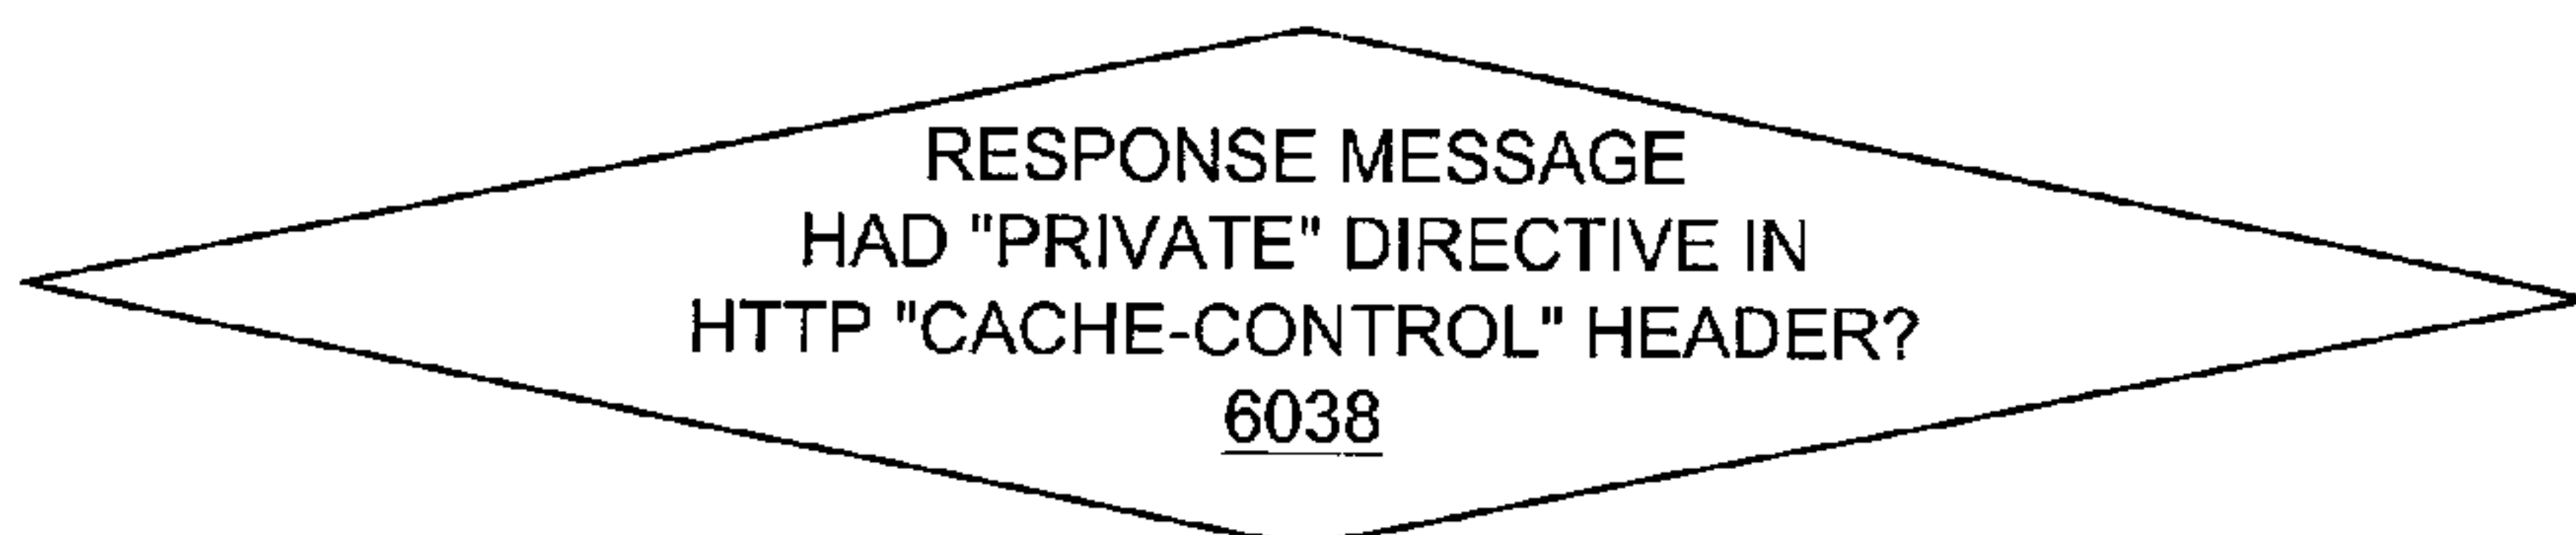 RESPONSE MESSAGE
HAD "PRIVATE" DIRECTIVE IN
HTTP "CACHE-CONTROL" HEADER?
6038